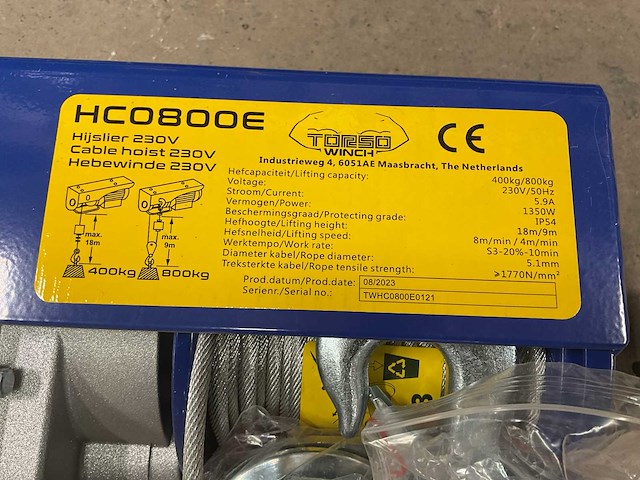 HC0800E
Hijslier 230V
Cable hoist 230V
Hebewinde 230V
max.
18m
400kg
max.
9m
800kg
TORSO
WINCH
CE
Industrieweg 4, 6051AE Maasbracht, The Netherlands
Hefcapaciteit/Lifting capacity: 400kg/800kg
Voltage: 230V/50Hz
Stroom/Current: 5.9A
Vermogen/Power: 1350W
Beschermingsgraad/Protecting grade: IP54
Hefhoogte/Lifting height: 18m/9m
Hefsnelheid/Lifting speed: 8m/min / 4m/min
Werktempo/Work rate: S3-20%-10min
Diameter kabel/Rope diameter: 5.1mm
Treksterkte kabel/Rope tensile strength: ≥1770N/mm²
Prod.datum/Prod.date: 08/2023
Serienr./Serial no.: TWHC0800E0121